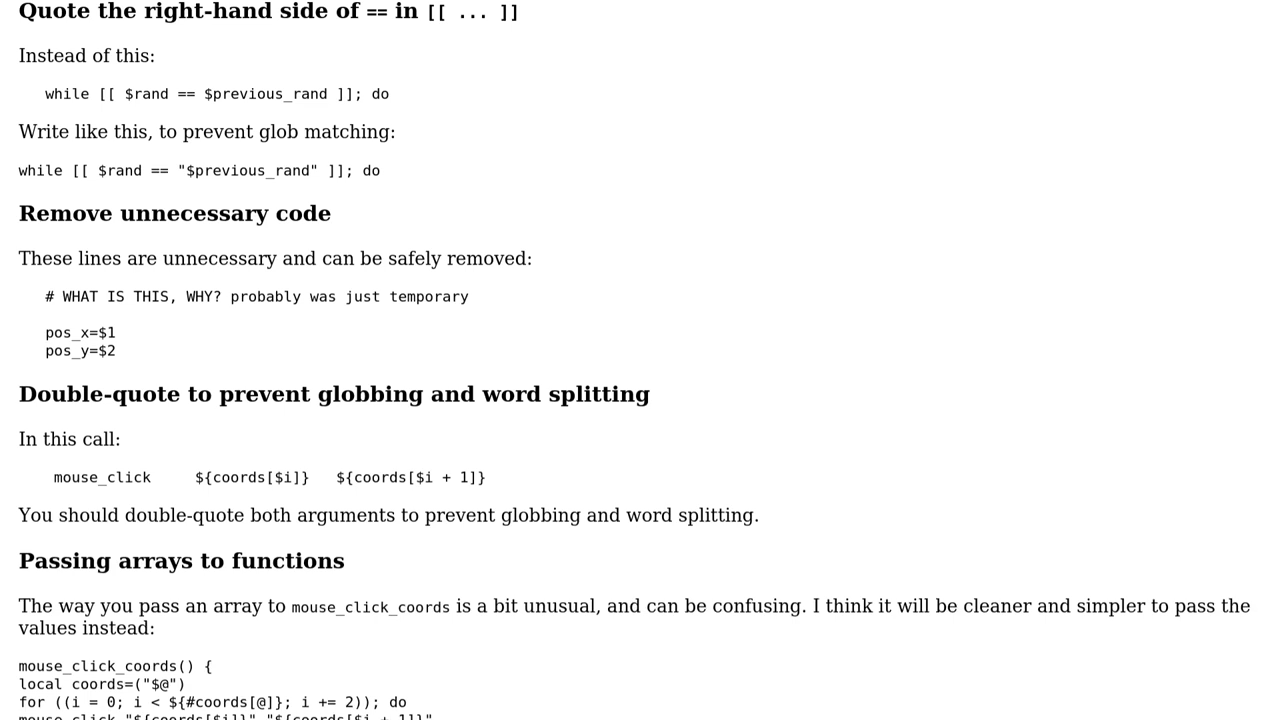 Quote the right-hand side of == in [[ ... ]]
Instead of this:
while [[ $rand == $previous_rand ]]; do
Write like this, to prevent glob matching:
while [[ $rand == "$previous_rand" ]]; do
Remove unnecessary code
These lines are unnecessary and can be safely removed:
# WHAT IS THIS, WHY? probably was just temporary
pos_x=$1
pos_y=$2
Double-quote to prevent globbing and word splitting
In this call:
mouse_click     ${coords[$i]}   ${coords[$i + 1]}
You should double-quote both arguments to prevent globbing and word splitting.
Passing arrays to functions
The way you pass an array to mouse_click_coords is a bit unusual, and can be confusing. I think it will be cleaner and simpler to pass the
values instead:
mouse_click_coords() {
local coords=("$@")
for ((i = 0; i < ${#coords[@]}; i += 2)); do
mouse_click "${coords[$i]}" "${coords[$i + 1]}"